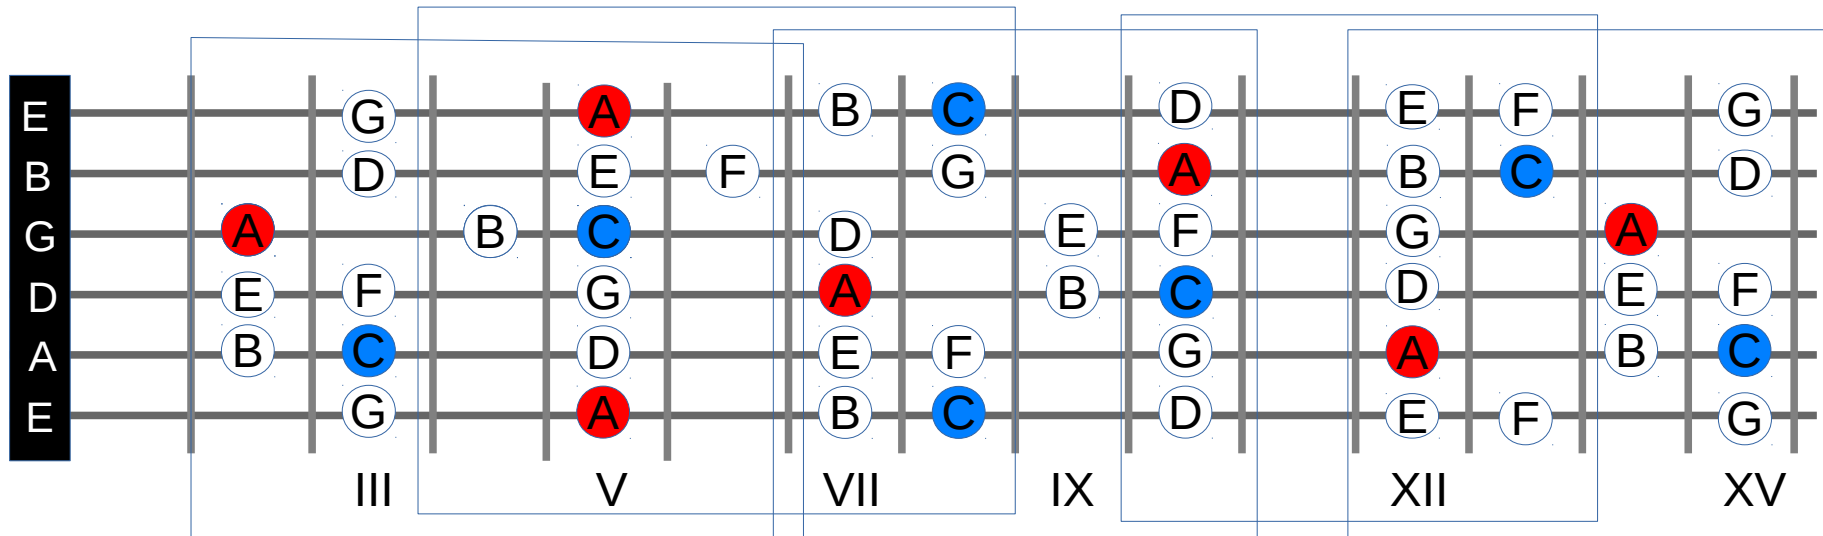 E G A B C D E F G
B D E F G A B C D
G A B C D E F G A
D E F G A B C D E F
A B C D E F G A B C
E G A B C D E F G
III V VII IX XII XV